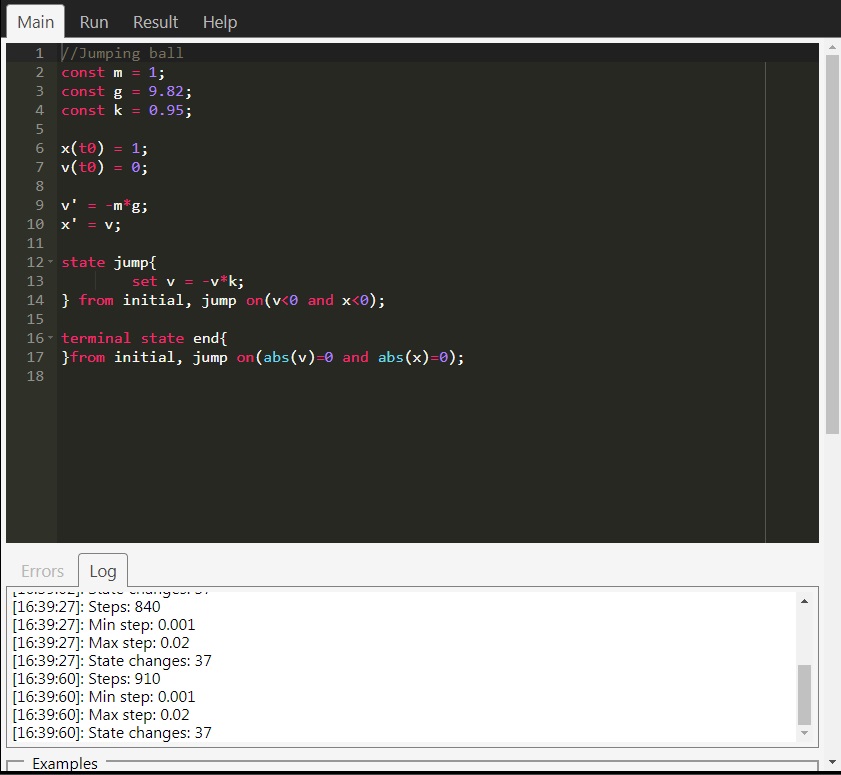 Main Run Result Help
1 //Jumping ball
2 const m = 1;
3 const g = 9.82;
4 const k = 0.95;
5
6 x(t0) = 1;
7 v(t0) = 0;
8
9 v' = -m*g;
10 x' = v;
11
12 state jump{
13 set v = -v*k;
14 } from initial, jump on(v<0 and x<0);
15
16 terminal state end{
17 }from initial, jump on(abs(v)=0 and abs(x)=0);
18
Errors Log
[16:39:27]: Steps: 840
[16:39:27]: Min step: 0.001
[16:39:27]: Max step: 0.02
[16:39:27]: State changes: 37
[16:39:60]: Steps: 910
[16:39:60]: Min step: 0.001
[16:39:60]: Max step: 0.02
[16:39:60]: State changes: 37
Examples